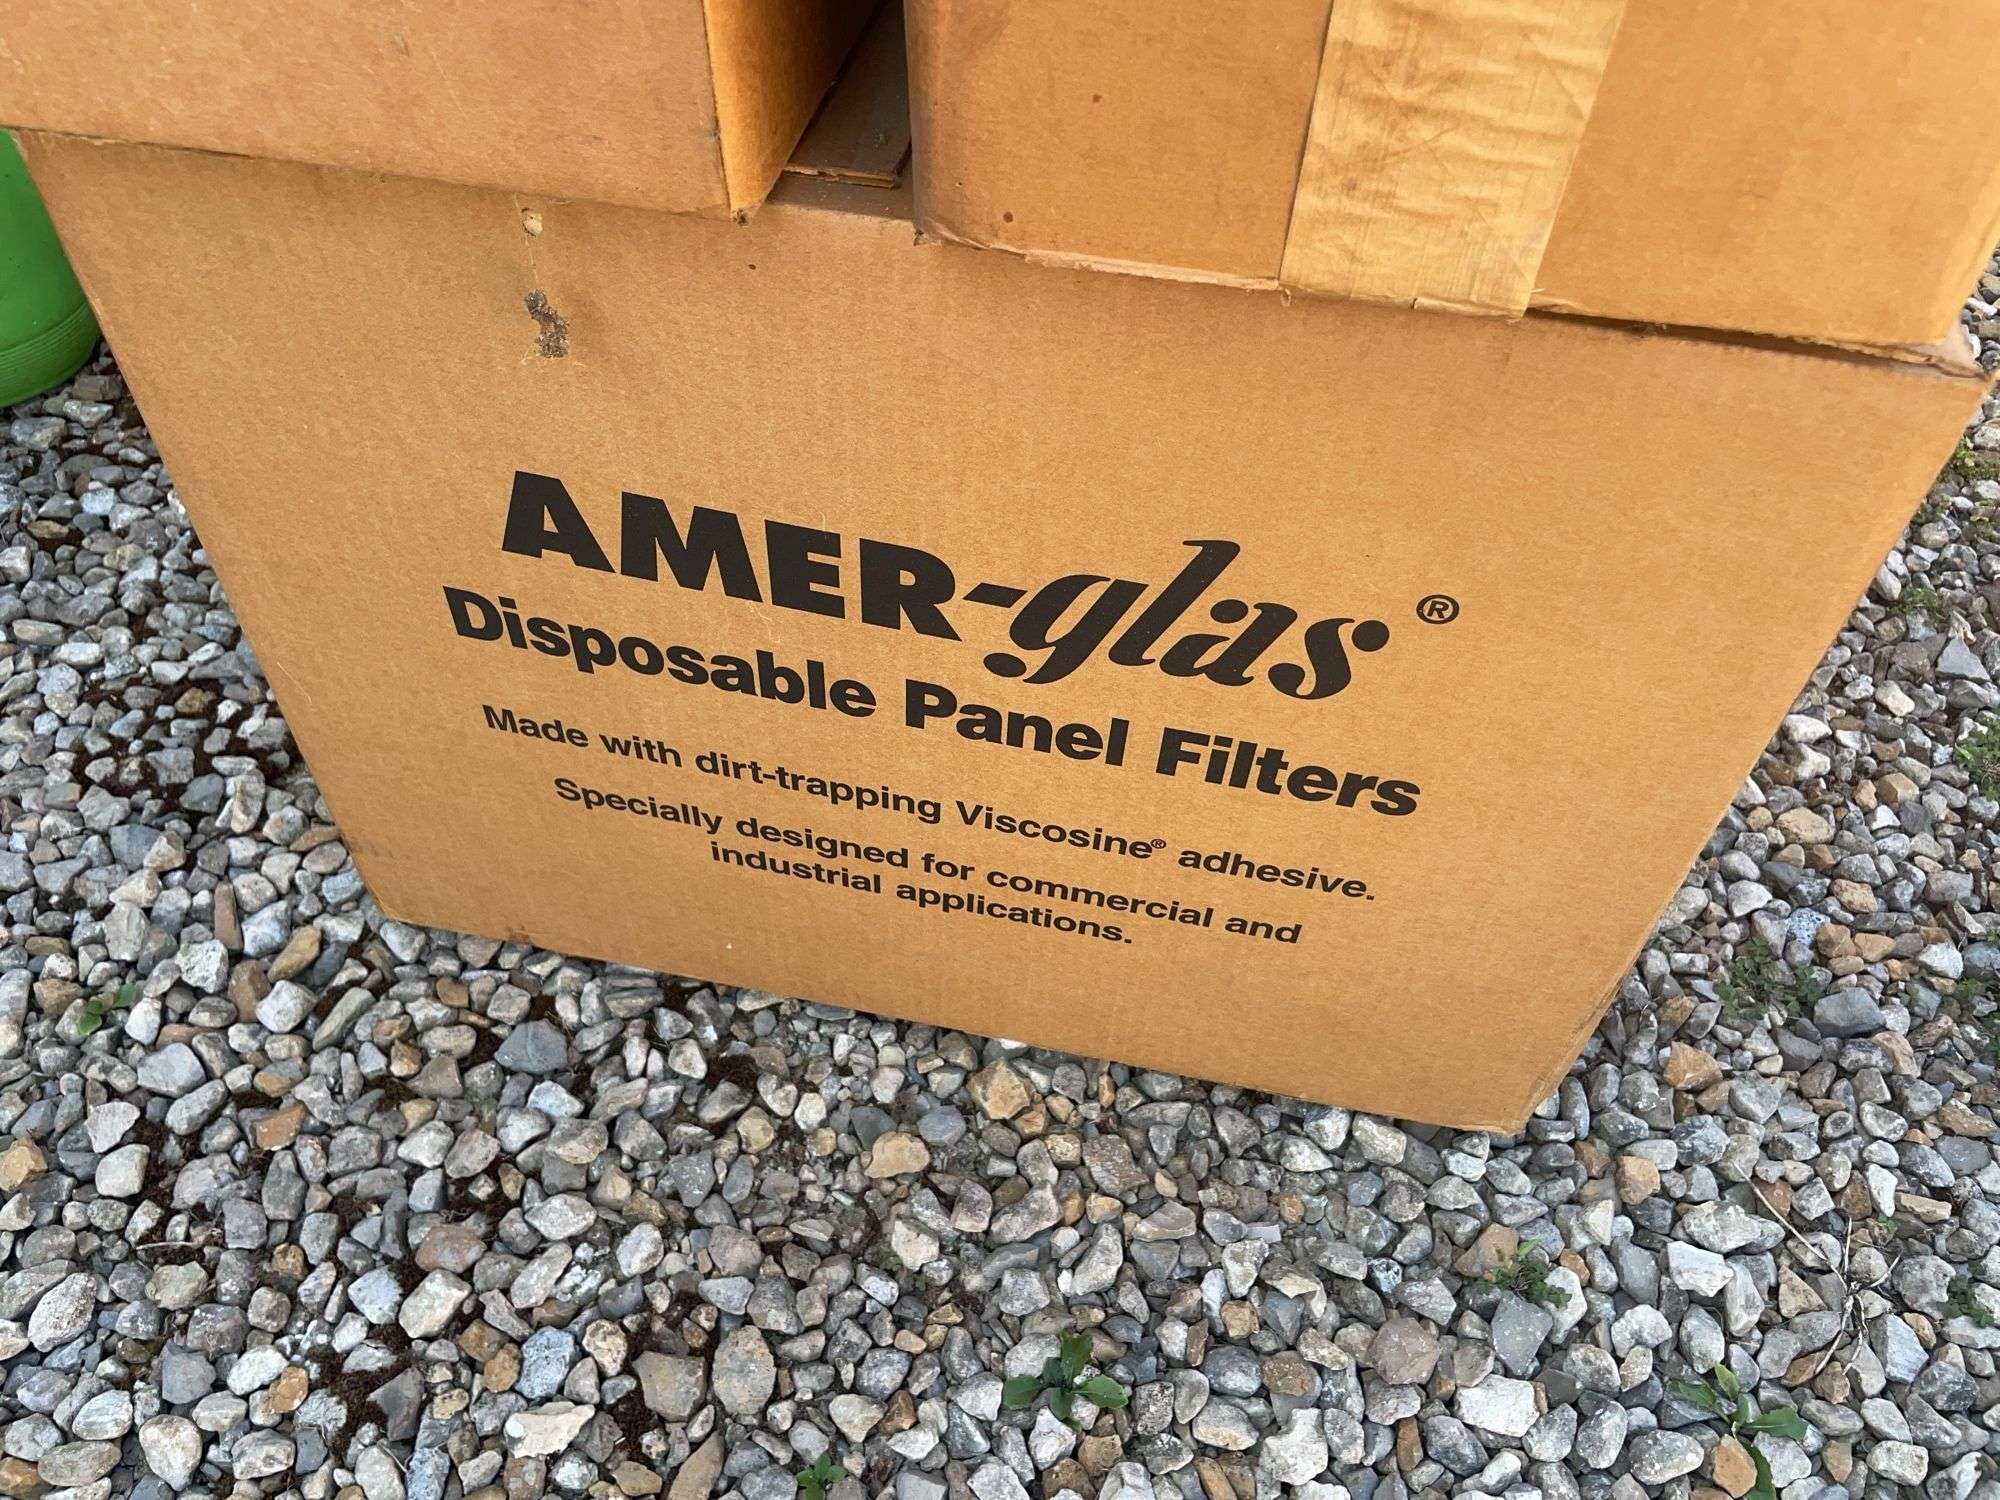 AMER-glas®
Disposable Panel Filters
Made with dirt-trapping Viscosine® adhesive.
Specially designed for commercial and
industrial applications.